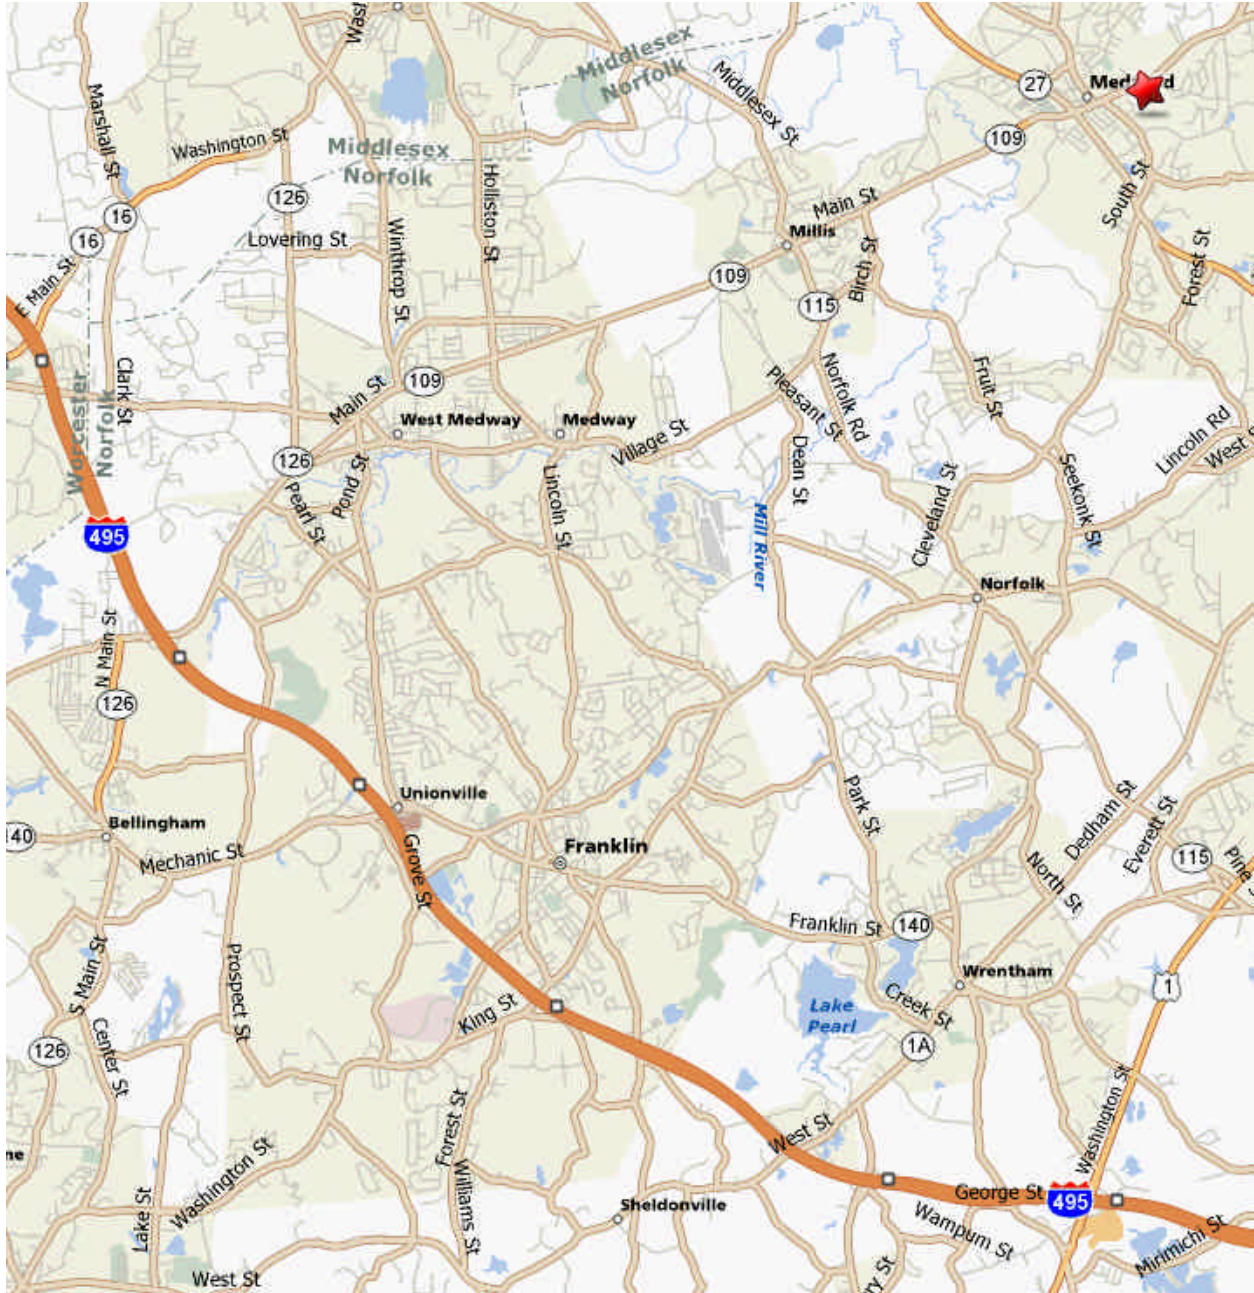 Wash
Middlesex
Norfolk
27
Med d
Middlesex St
Marshall St
Washington St
Middlesex
Norfolk
109
126
Holliston St
South St
16
16
Main St
Lovering St
Winthrop St
Millis
Birch St
Forest St
109
E Main St
115
Clark St
Worcester
Norfolk
109
Main St
Pleasant St
Norfolk Rd
Fruit St
West Medway
Medway
Village St
Lincoln Rd
West S
126
Pond St
Pearl St
Lincoln St
Dean St
Cleveland St
Seekonk St
495
Mill River
Norfolk
N Main St
126
Unionville
Park St
Dedham St
Everett St
140
Bellingham
Mechanic St
Grove St
Franklin
115
Pine S
North St
Franklin St
140
Prospect St
S Main St
Wrentham
1
Lake
Pearl
Creek St
King St
Center St
126
1A
Washington St
Forest St
West St
ne
Washington St
Williams St
Lake St
Sheldonville
George St
495
Wampum St
Mirimichi St
West St
ry St